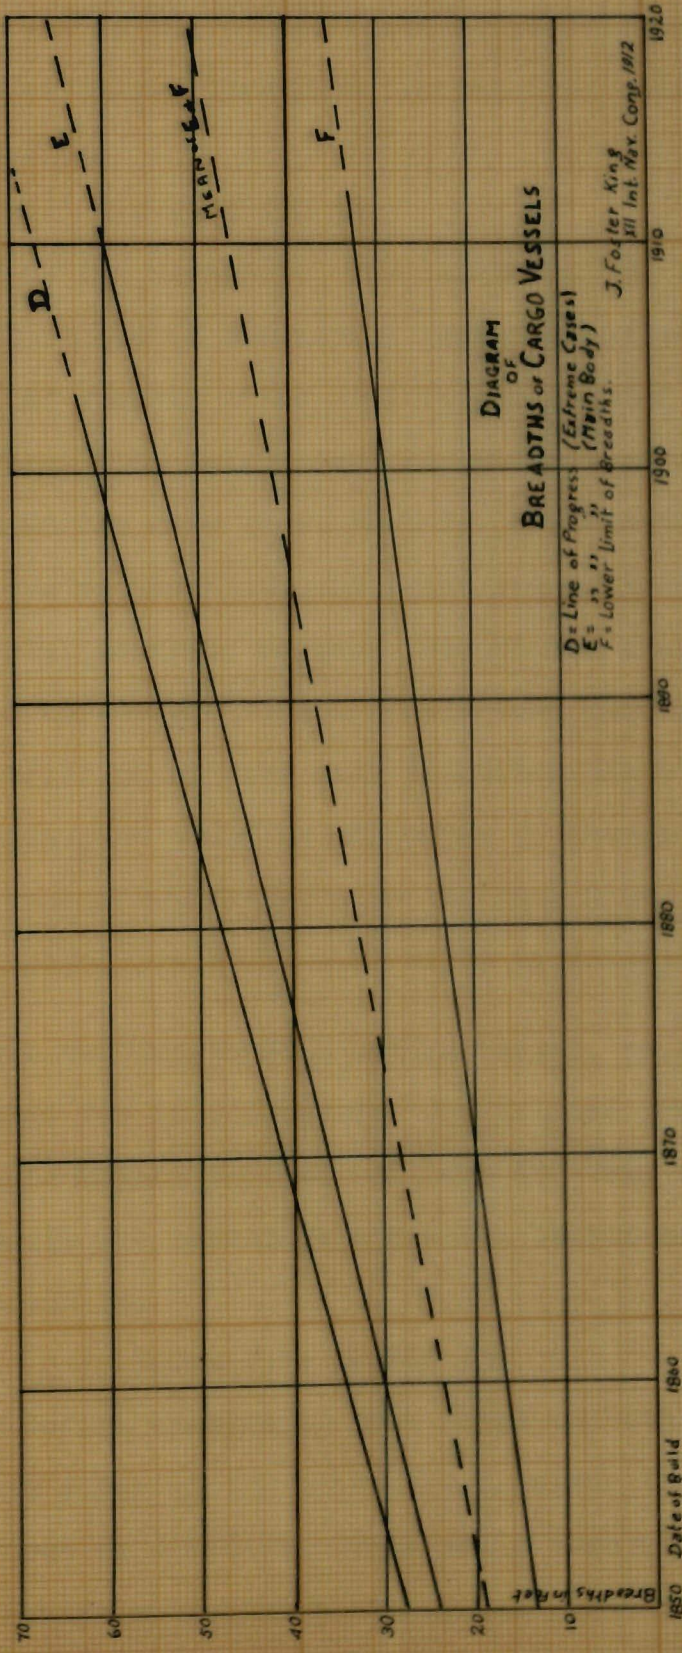 DIAGRAM
OF
BREADTHS OF CARGO VESSELS
D = Line of Progress (Extreme Cases)
E = " " " (Main Body)
F = Lower Limit of Breadths.
J. Foster King
XII Int. Nav. Cong. 1912
D
E
MEAN OF E & F
F
70
60
50
40
30
20
10
Breadths in Feet
1850
Date of Build
1860
1870
1880
1890
1900
1910
1920